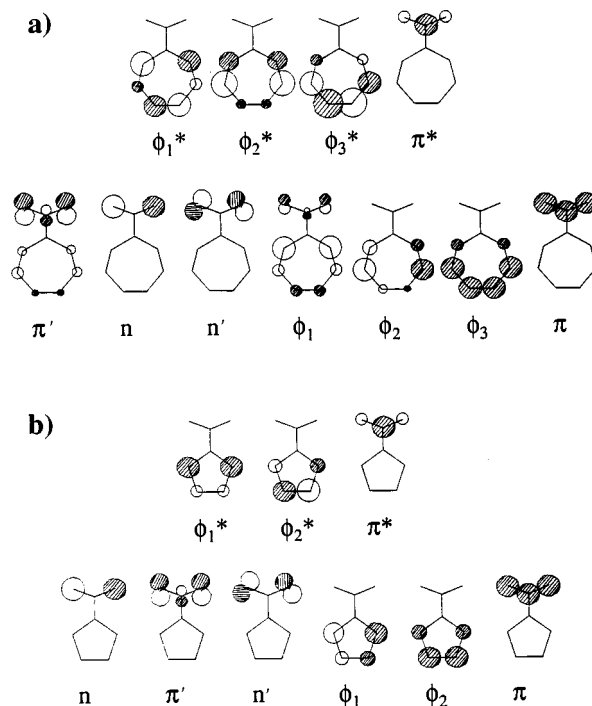 a)
ϕ₁* ϕ₂* ϕ₃* π*
π′ n n′ ϕ₁ ϕ₂ ϕ₃ π
b)
ϕ₁* ϕ₂* π*
n π′ n′ ϕ₁ ϕ₂ π